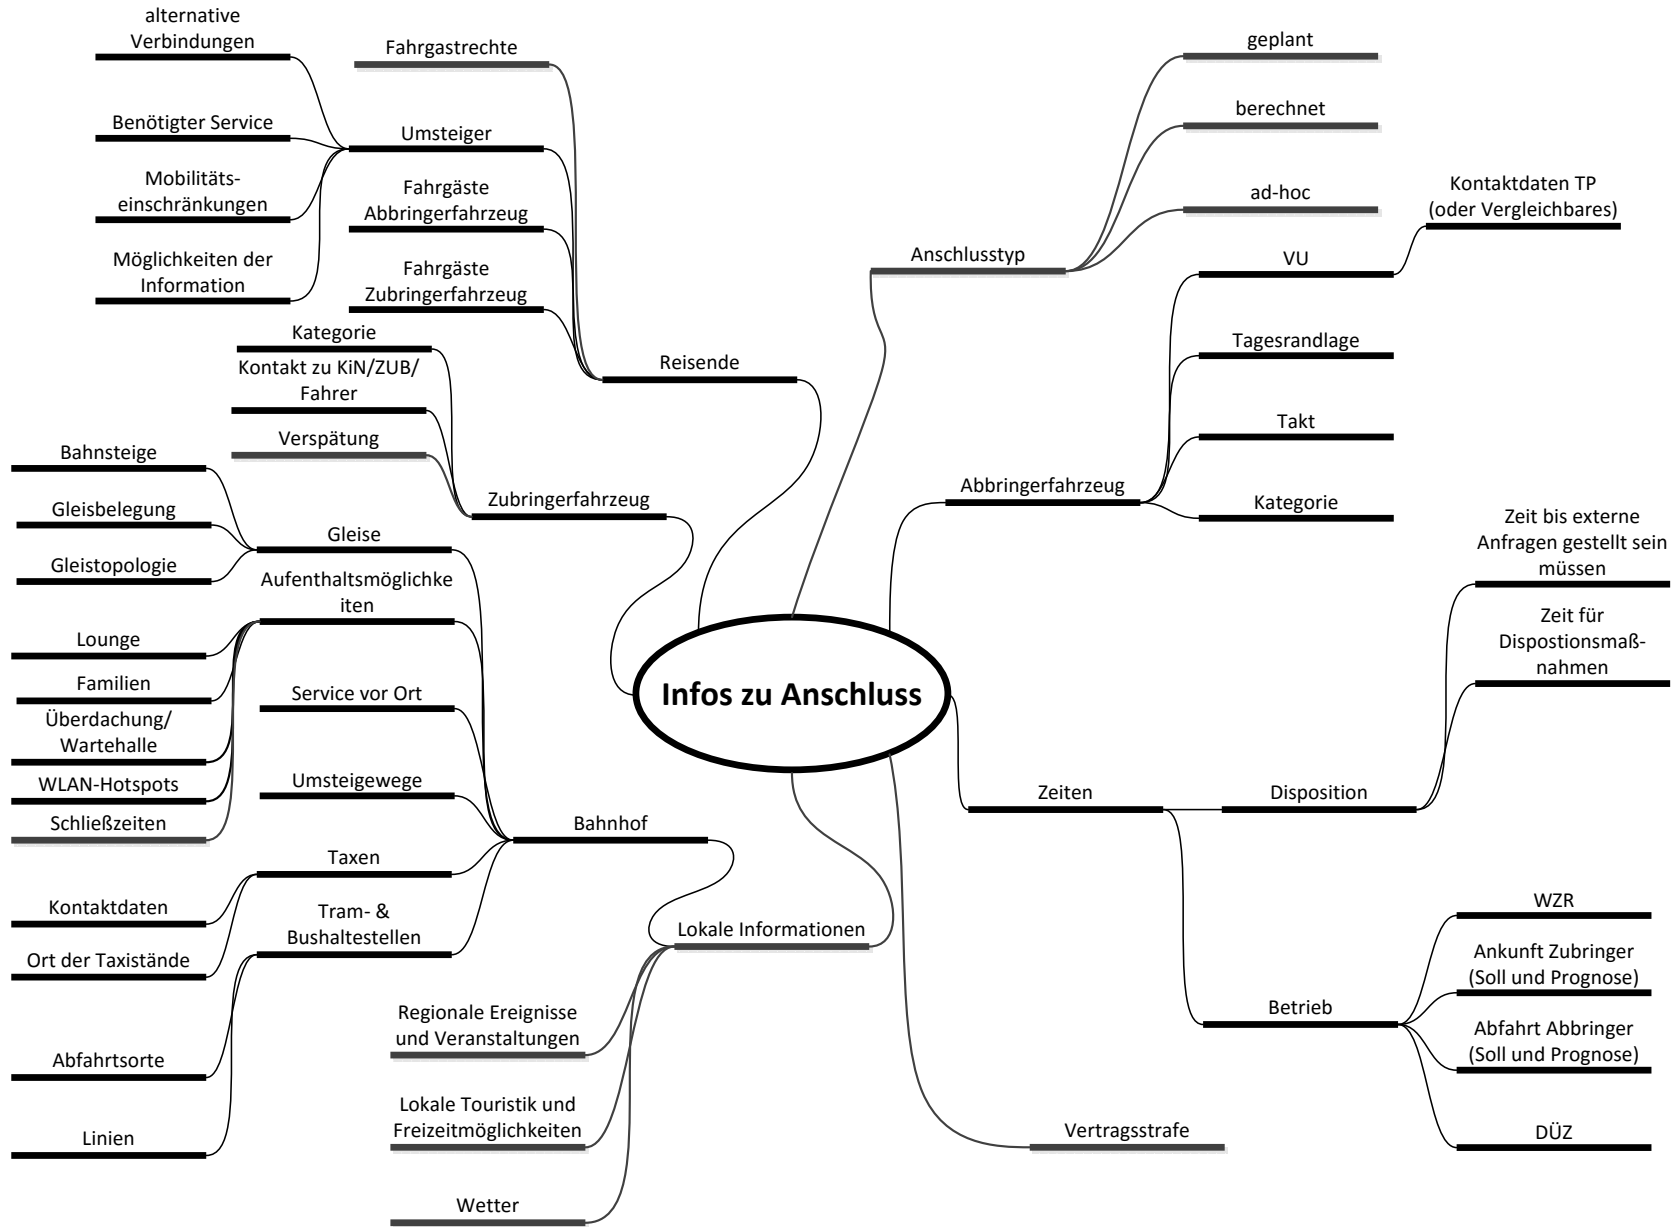 alternative
Verbindungen
Benötigter Service
Mobilitäts-
einschränkungen
Möglichkeiten der
Information
Fahrgastrechte
Umsteiger
Fahrgäste
Abbringerfahrzeug
Fahrgäste
Zubringerfahrzeug
Reisende
Kategorie
Kontakt zu KiN/ZUB/
Fahrer
Verspätung
Zubringerfahrzeug
Bahnsteige
Gleisbelegung
Gleistopologie
Gleise
Aufenthaltsmöglichke
iten
Lounge
Familien
Überdachung/
Wartehalle
WLAN-Hotspots
Schließzeiten
Service vor Ort
Umsteigewege
Bahnhof
Taxen
Kontaktdaten
Ort der Taxistände
Tram- &
Bushaltestellen
Abfahrtsorte
Linien
Lokale Informationen
Regionale Ereignisse
und Veranstaltungen
Lokale Touristik und
Freizeitmöglichkeiten
Wetter
Infos zu Anschluss
geplant
berechnet
ad-hoc
Anschlusstyp
Kontaktdaten TP
(oder Vergleichbares)
VU
Tagesrandlage
Takt
Kategorie
Abbringerfahrzeug
Zeit bis externe
Anfragen gestellt sein
müssen
Zeit für
Dispostionsmaß-
nahmen
Zeiten
Disposition
Betrieb
WZR
Ankunft Zubringer
(Soll und Prognose)
Abfahrt Abbringer
(Soll und Prognose)
DÜZ
Vertragsstrafe